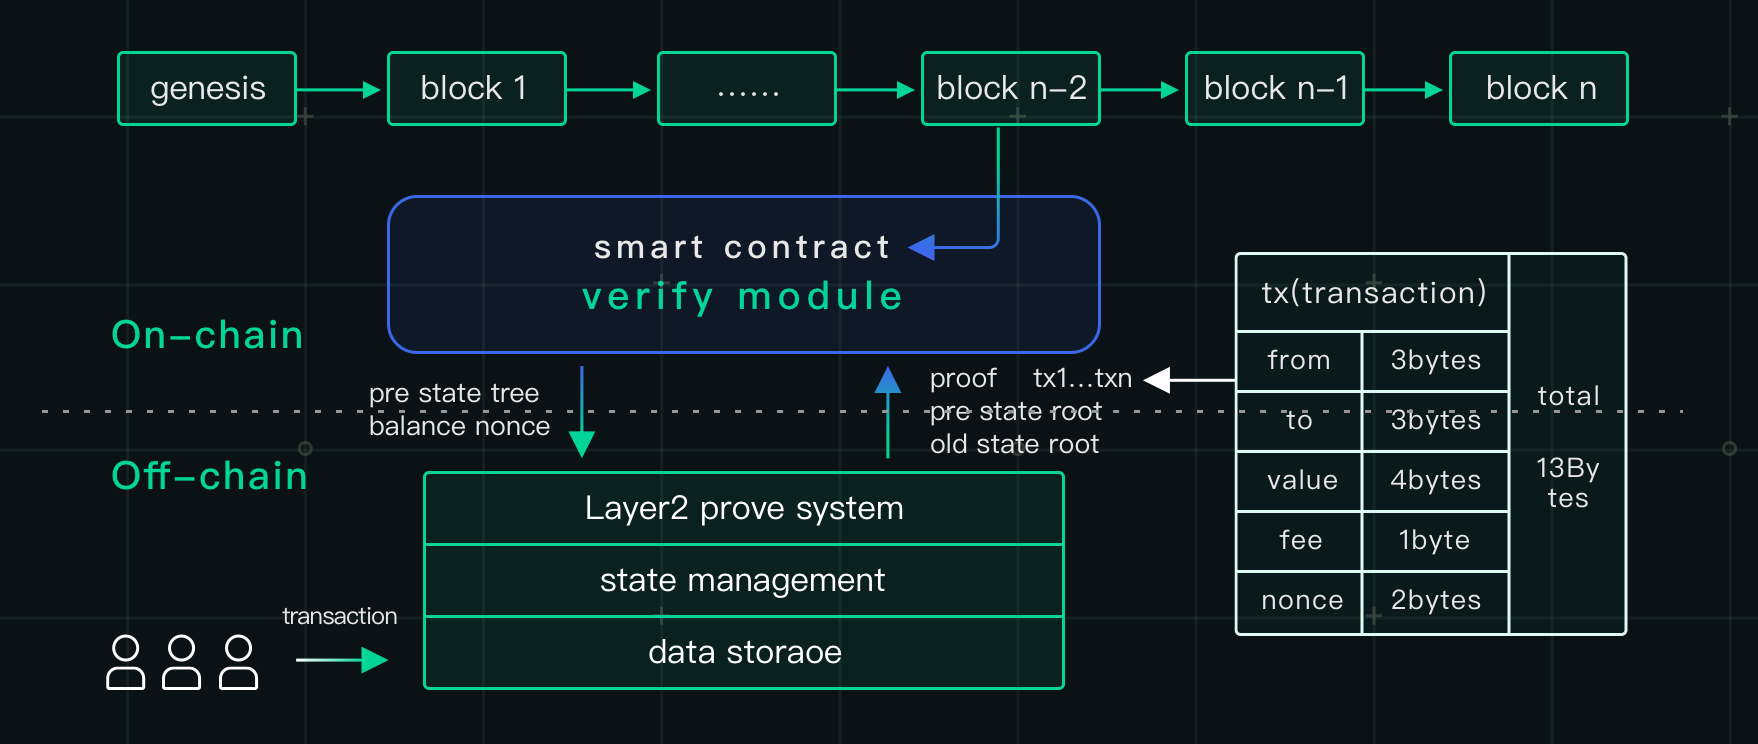 genesis
block 1
......
block n-2
block n-1
block n
smart contract
verify module
On-chain
pre state tree
balance nonce
proof tx1...txn
pre state root
old state root
Off-chain
Layer2 prove system
state management
data storaoe
transaction
tx(transaction)
from 3bytes
to 3bytes
value 4bytes
fee 1byte
nonce 2bytes
total
13By
tes